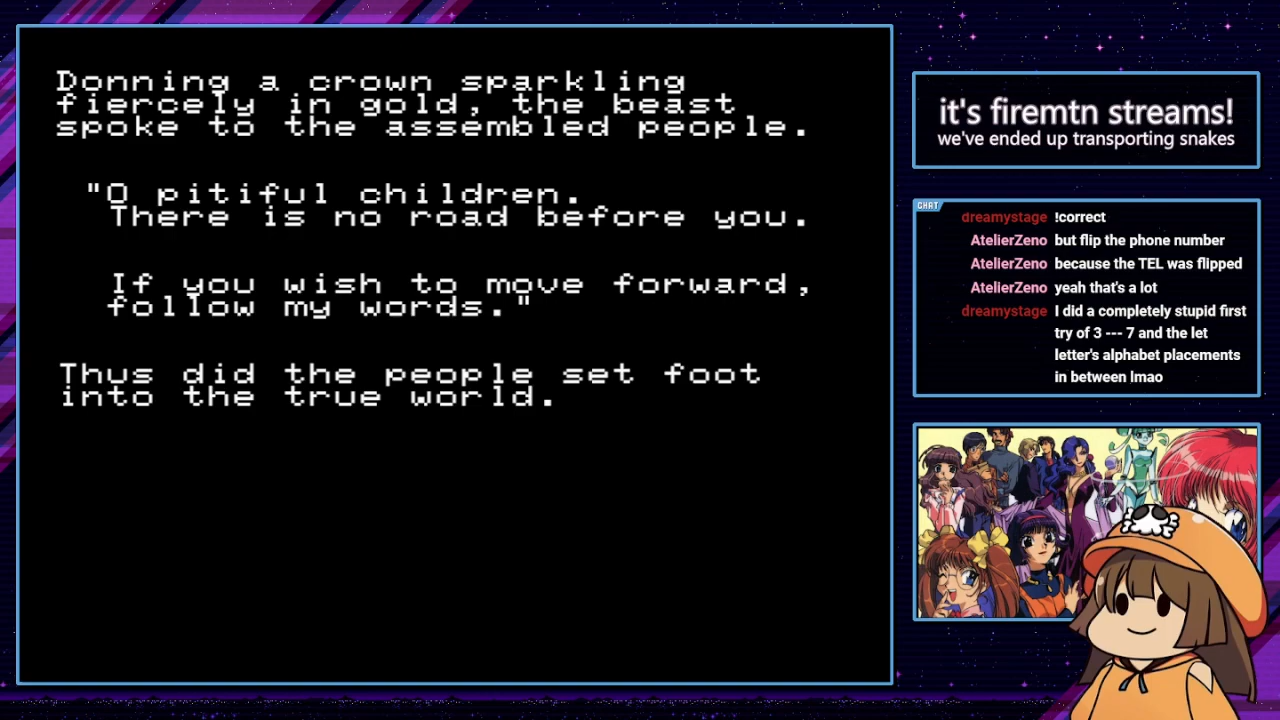 Donning a crown sparkling
fiercely in gold, the beast
spoke to the assembled people.
"O pitiful children.
There is no road before you.
If you wish to move forward,
follow my words."
Thus did the people set foot
into the true world.
it's firemtn streams!
we've ended up transporting snakes
CHAT
dreamystage !correct
AtelierZeno but flip the phone number
AtelierZeno because the TEL was flipped
AtelierZeno yeah that's a lot
dreamystage I did a completely stupid first
try of 3 --- 7 and the let
letter's alphabet placements
in between lmao